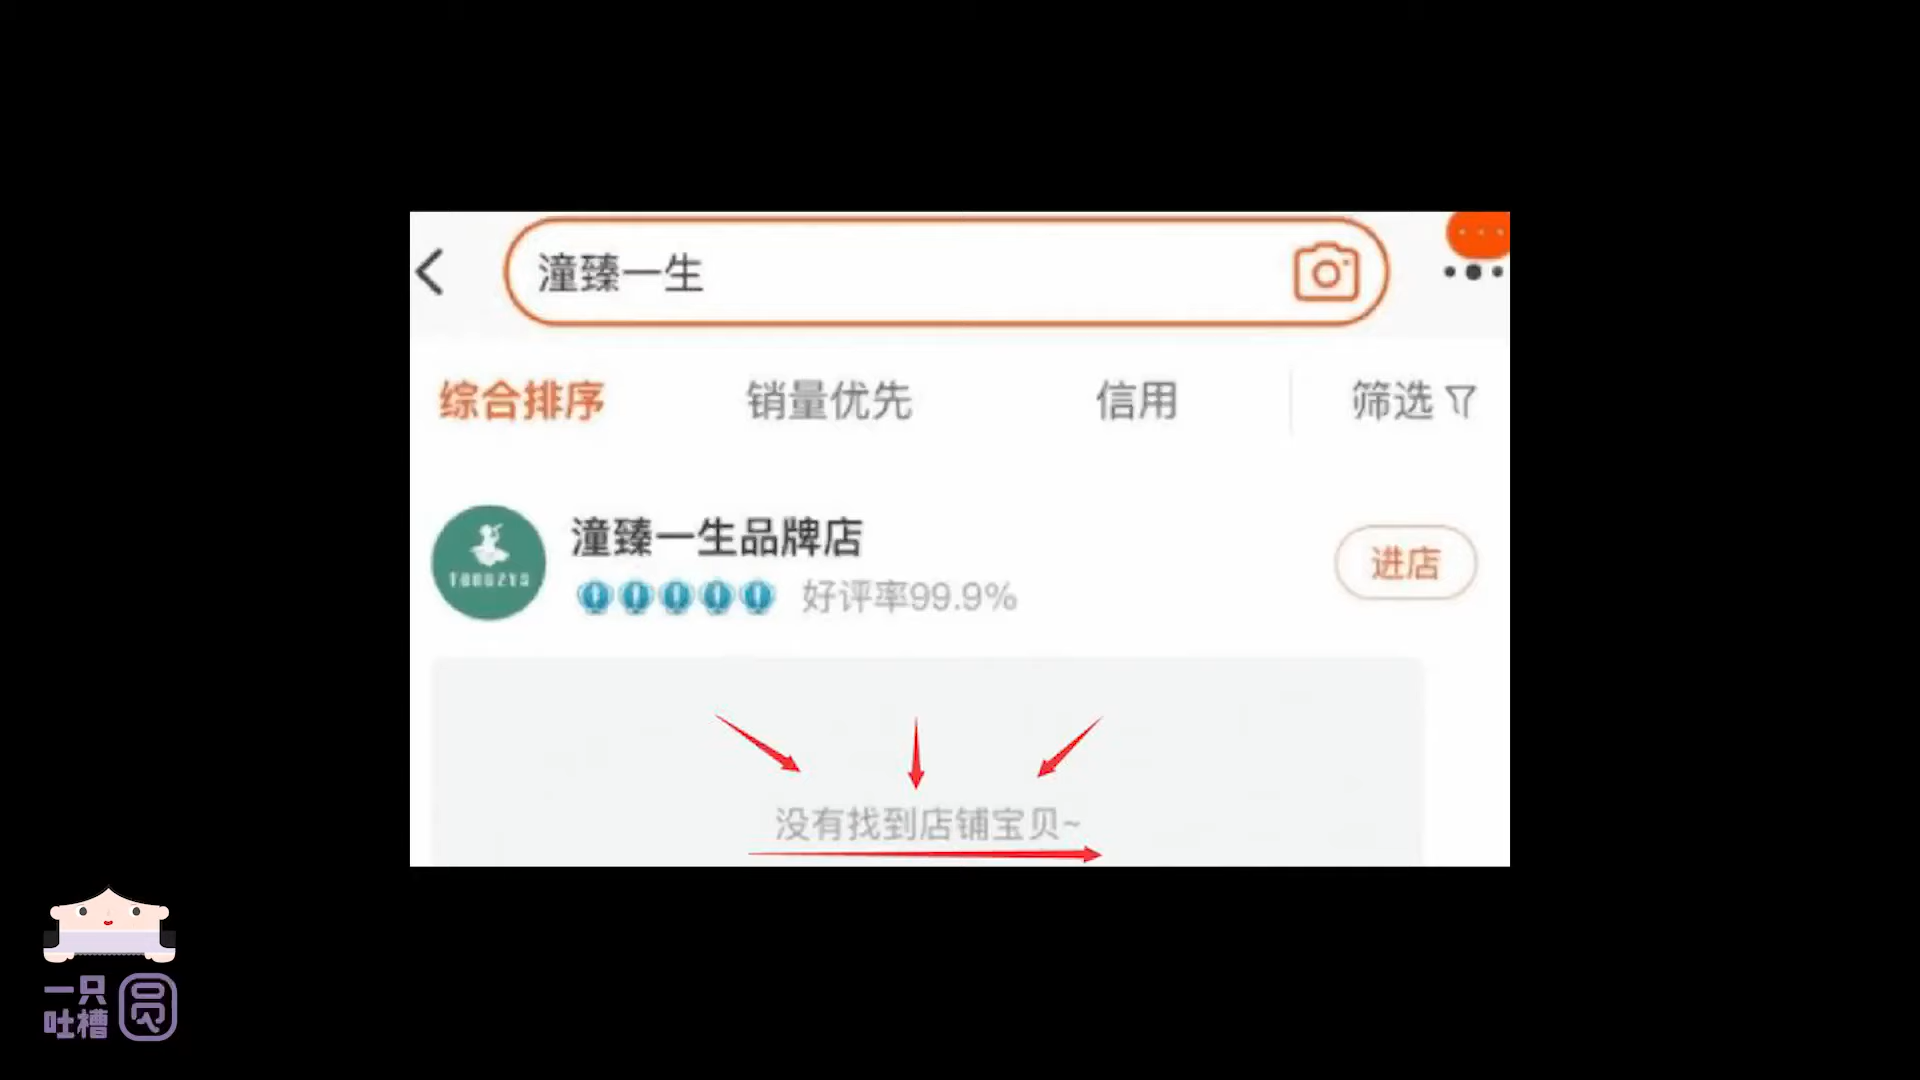 潼臻一生
综合排序
销量优先
信用
筛选
潼臻一生品牌店
好评率99.9%
进店
没有找到店铺宝贝~
一只
吐槽
圆